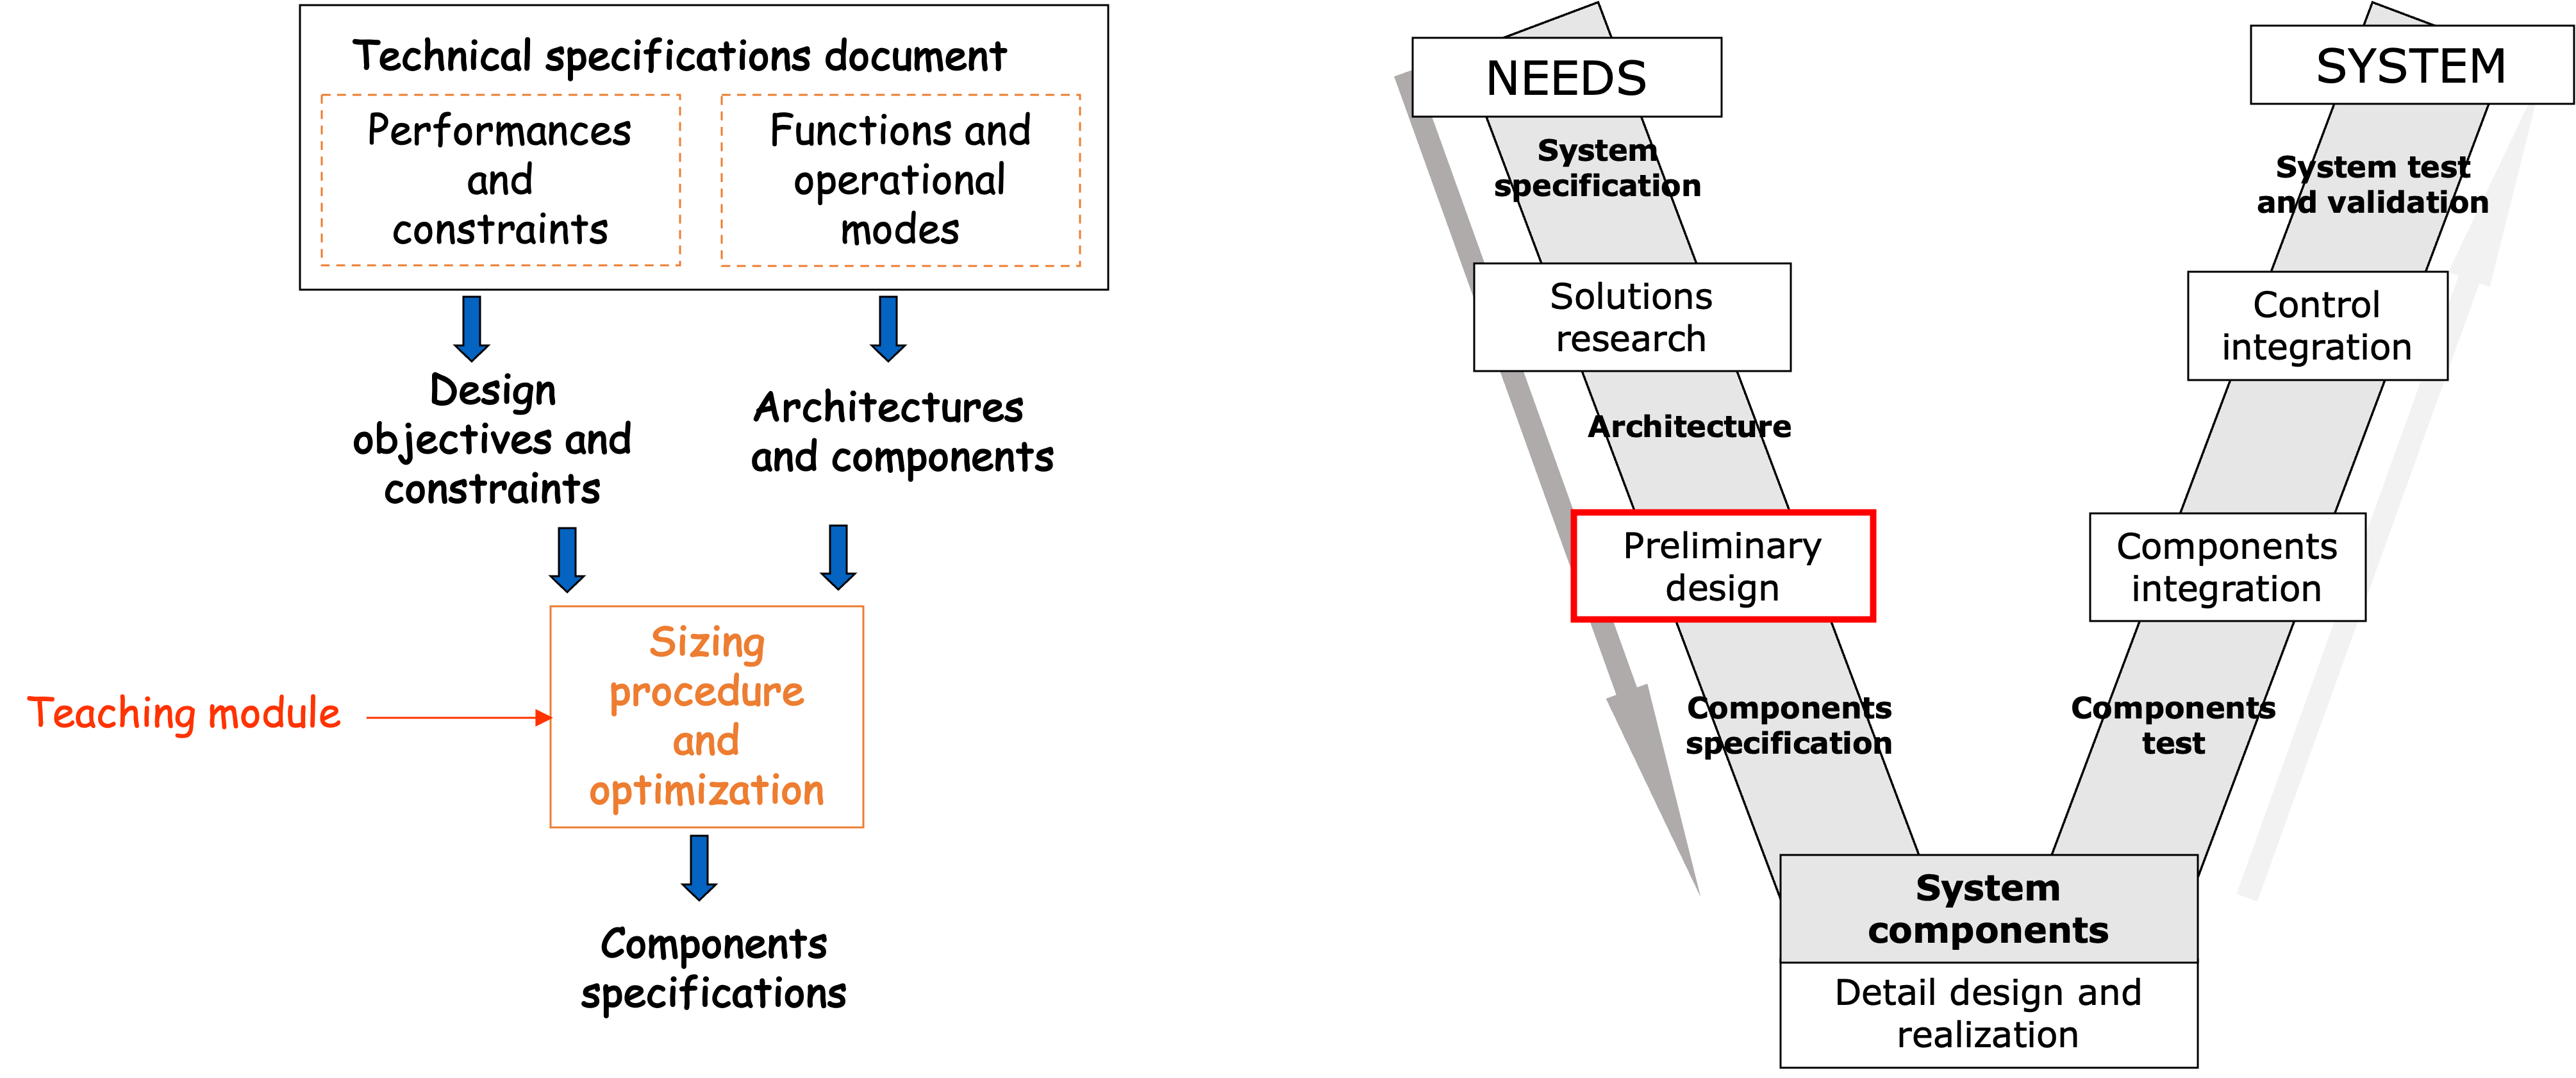 Technical specifications document
Performances
and
constraints
Functions and
operational
modes
Design
objectives and
constraints
Architectures
and components
Sizing
procedure
and
optimization
Teaching module
Components
specifications
NEEDS
System
specification
Solutions
research
Architecture
Preliminary
design
Components
specification
System
components
Detail design and
realization
Components
test
Components
integration
Control
integration
System test
and validation
SYSTEM